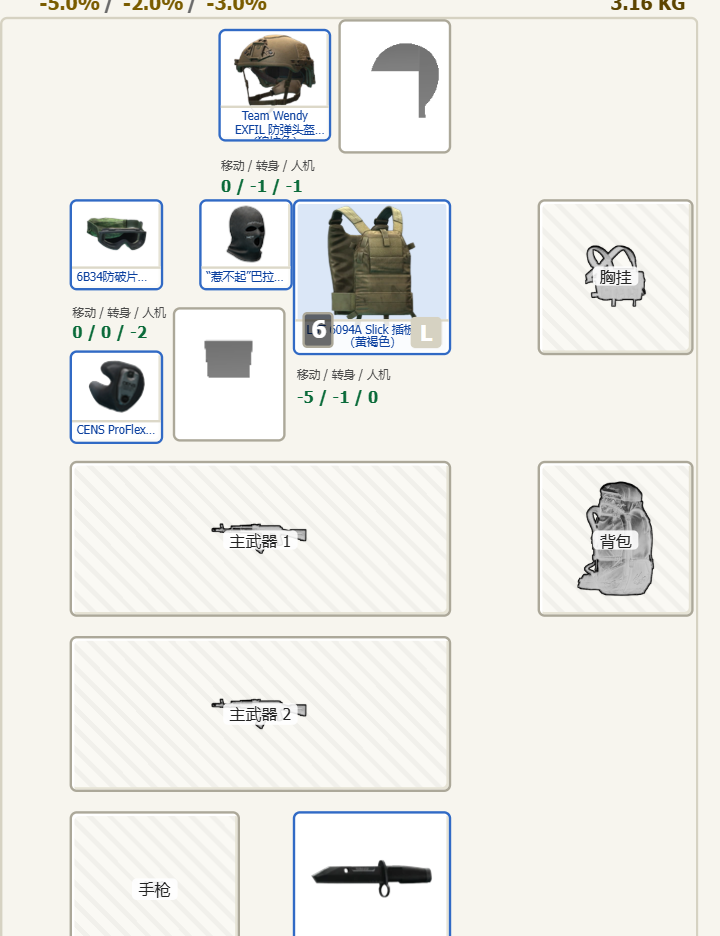 -5.0% / -2.0% / -3.0%
3.16 KG
Team Wendy
EXFIL 防弹头盔...
移动 / 转身 / 人机
0 / -1 / -1
6B34防破片...
“惹不起”巴拉...
6094A Slick 插板
(黄褐色)
6
L
胸挂
移动 / 转身 / 人机
0 / 0 / -2
移动 / 转身 / 人机
-5 / -1 / 0
CENS ProFlex...
主武器 1
背包
主武器 2
手枪